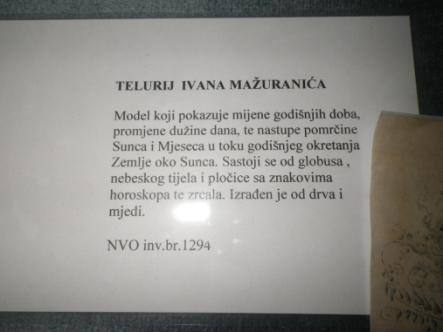 TELURIJ IVANA MAŽURANIĆA
Model koji pokazuje mijene godišnjih doba,
promjene dužine dana, te nastupe pomrčine
Sunca i Mjeseca u toku godišnjeg okretanja
Zemlje oko Sunca. Sastoji se od globusa ,
nebeskog tijela i pločice sa znakovima
horoskopa te zrcala. Izrađen je od drva i
mjedi.
NVO inv.br.1294